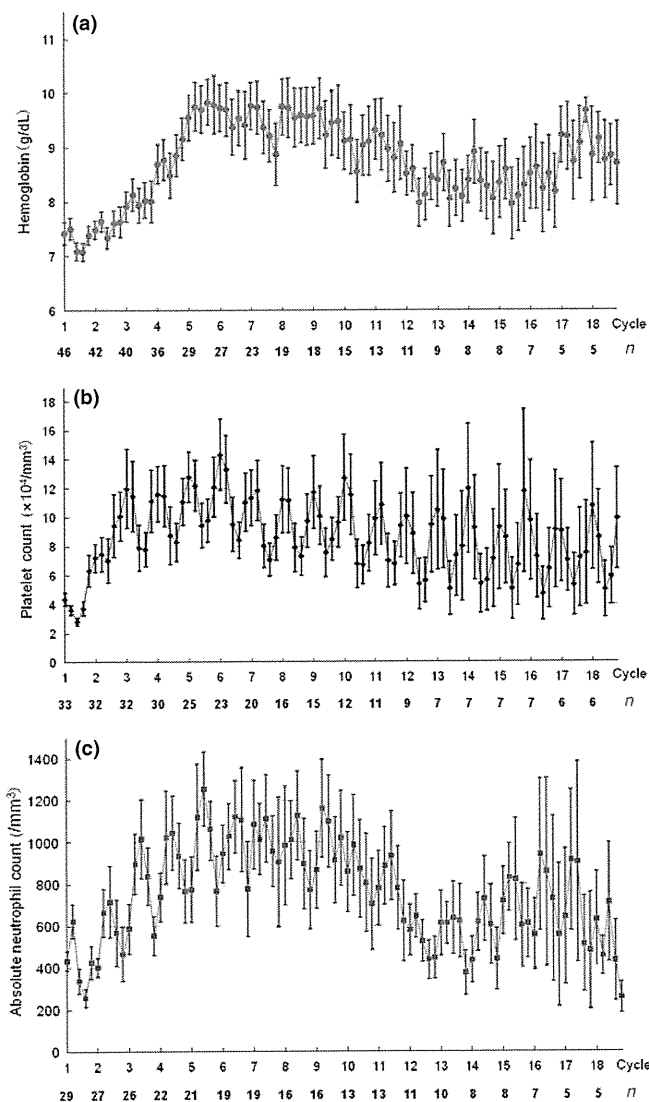 (a)
Hemoglobin (g/dL)
11
10
9
8
7
6
1 2 3 4 5 6 7 8 9 10 11 12 13 14 15 16 17 18 Cycle
46 42 40 36 29 27 23 19 18 15 13 11 9 8 8 7 5 5 n
(b)
Platelet count (×10⁴/mm³)
18
16
14
12
10
8
6
4
2
0
1 2 3 4 5 6 7 8 9 10 11 12 13 14 15 16 17 18 Cycle
33 32 32 30 25 23 20 16 15 12 11 9 7 7 7 7 6 6 n
(c)
Absolute neutrophil count (/mm³)
1400
1200
1000
800
600
400
200
0
1 2 3 4 5 6 7 8 9 10 11 12 13 14 15 16 17 18 Cycle
29 27 26 22 21 19 19 16 16 13 13 11 10 8 8 7 5 5 n